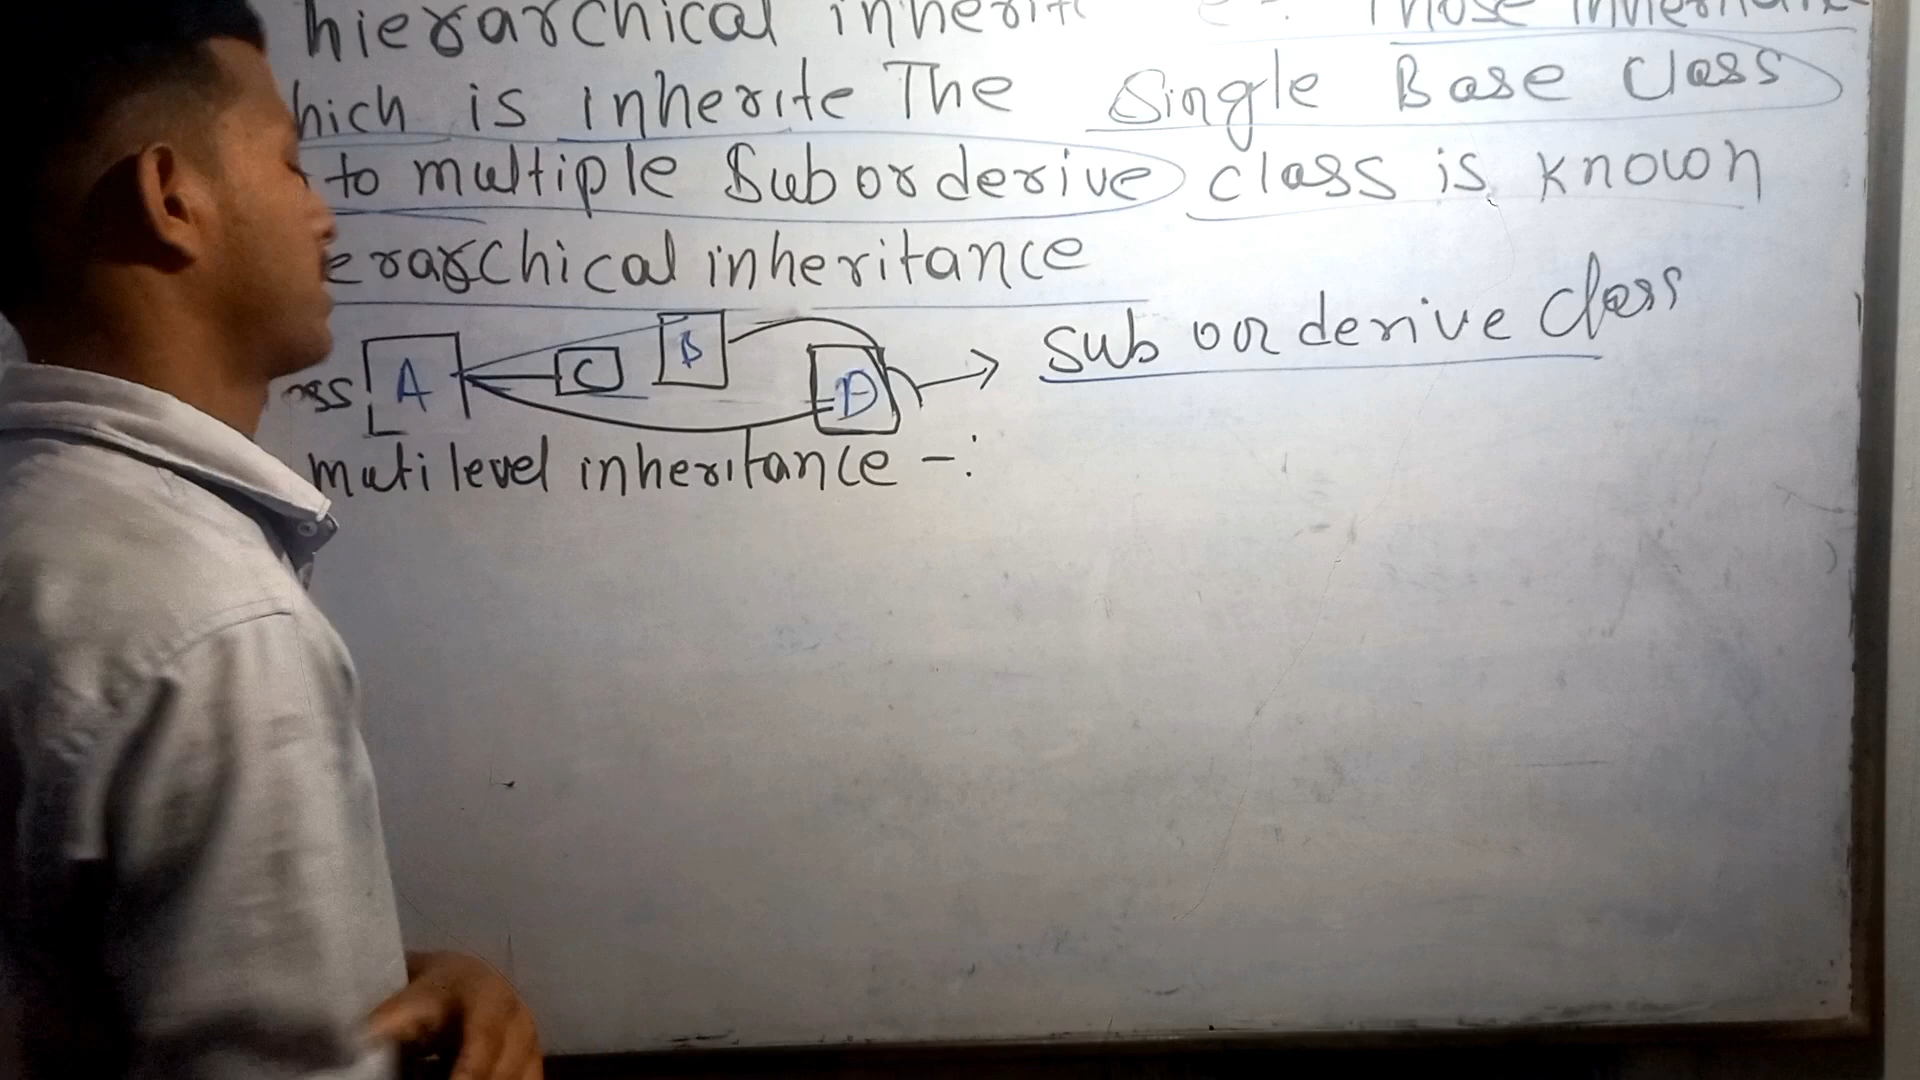 hierarchical inherit
hich is inherite The Single Base Class
to multiple Sub or derive class is known
erarchical inheritance
A C B D sub or derive class
muti level inheritance -: